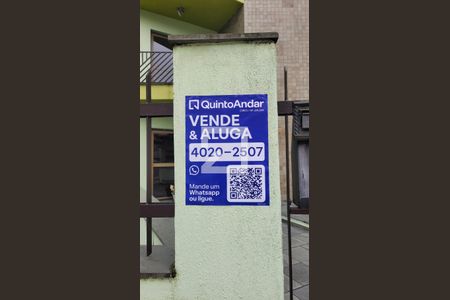 QuintoAndar
VENDE
& ALUGA
4020-2507
Mande um
Whatsapp
ou ligue.